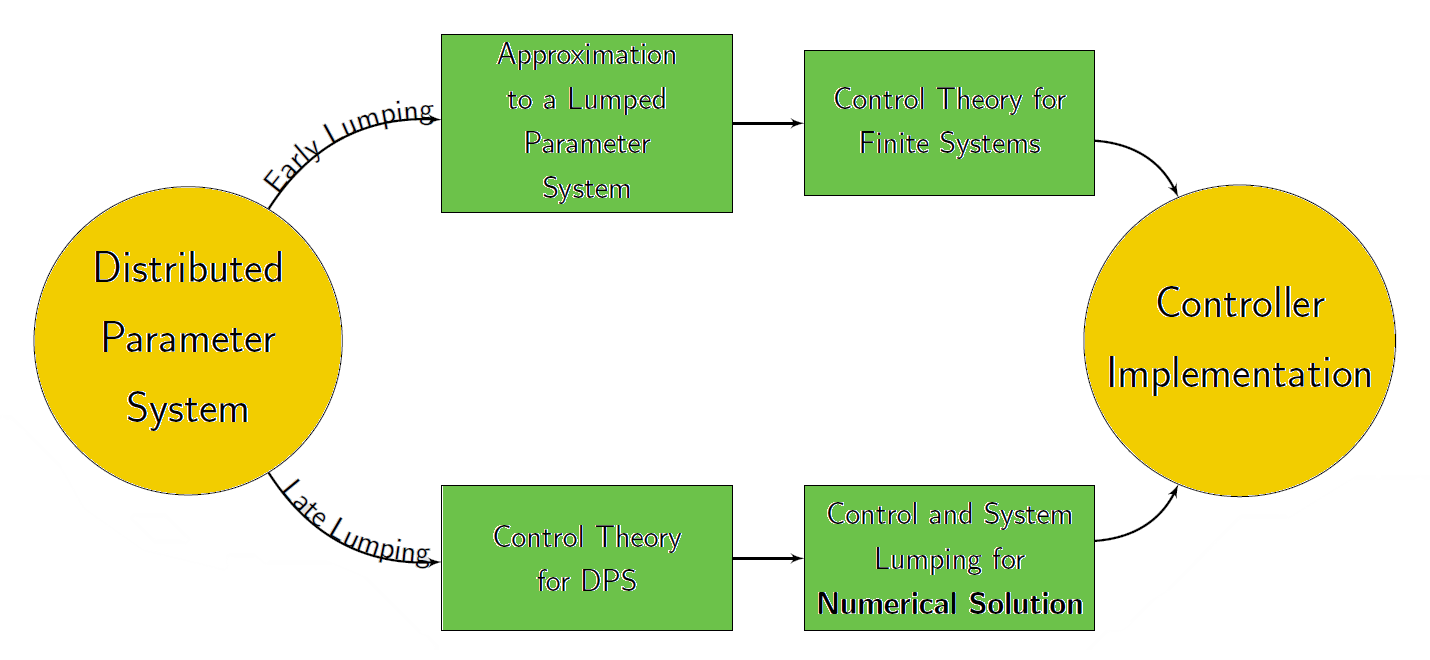 Early Lumping
Approximation
to a Lumped
Parameter
System
Control Theory for
Finite Systems
Distributed
Parameter
System
Controller
Implementation
Late Lumping
Control Theory
for DPS
Control and System
Lumping for
Numerical Solution